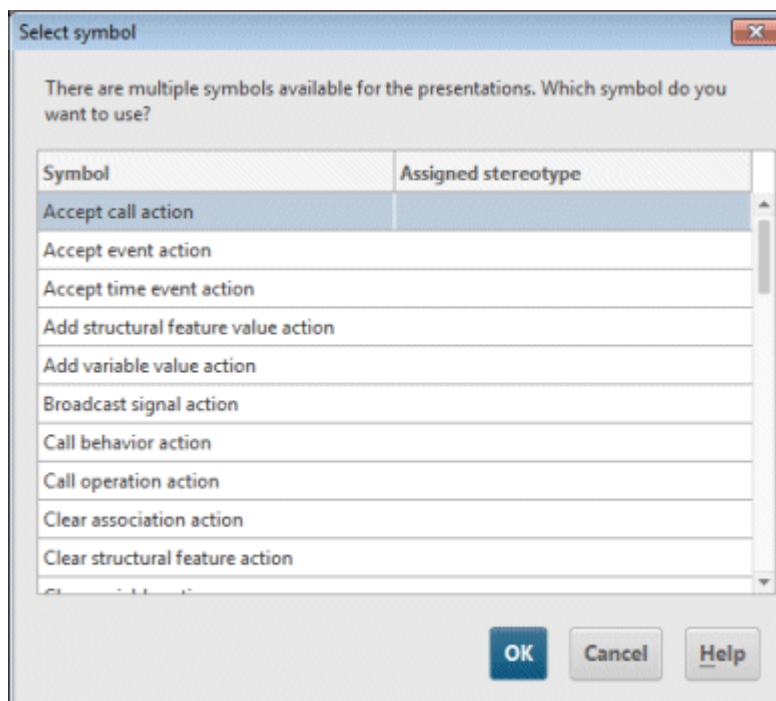 Select symbol
There are multiple symbols available for the presentations. Which symbol do you
want to use?
Symbol Assigned stereotype
Accept call action
Accept event action
Accept time event action
Add structural feature value action
Add variable value action
Broadcast signal action
Call behavior action
Call operation action
Clear association action
Clear structural feature action
OK Cancel Help